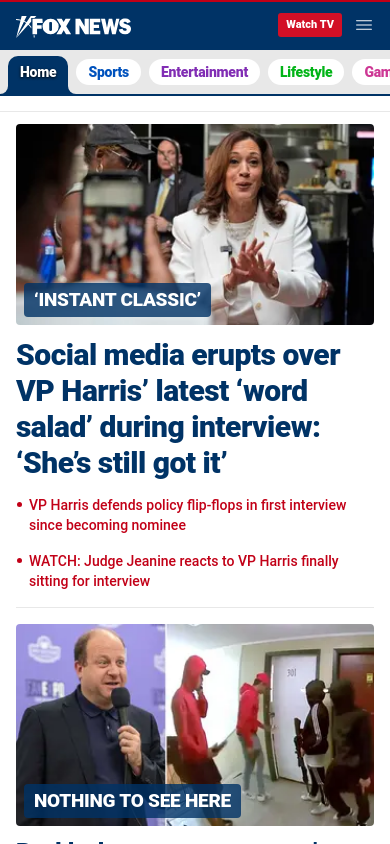 FOX NEWS
Watch TV
Home
Sports
Entertainment
Lifestyle
‘INSTANT CLASSIC’
Social media erupts over
VP Harris’ latest ‘word
salad’ during interview:
‘She’s still got it’
VP Harris defends policy flip-flops in first interview
since becoming nominee
WATCH: Judge Jeanine reacts to VP Harris finally
sitting for interview
301
NOTHING TO SEE HERE